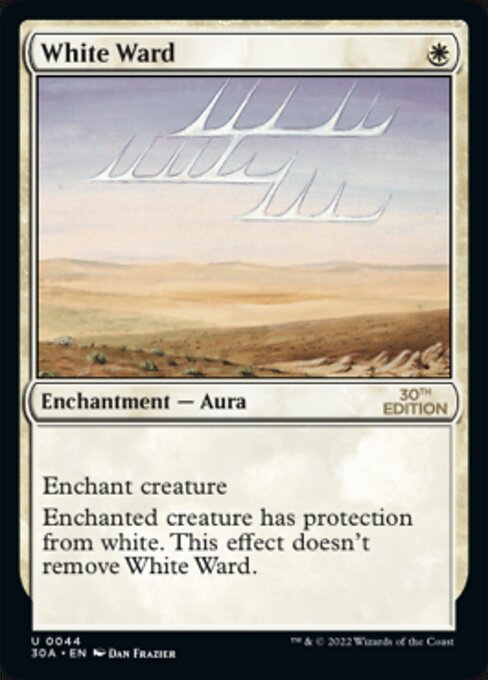 White Ward
Enchantment — Aura
30TH
EDITION
Enchant creature
Enchanted creature has protection
from white. This effect doesn't
remove White Ward.
U 0044
30A • EN Dan Frazier
™ & © 2022 Wizards of the Coast